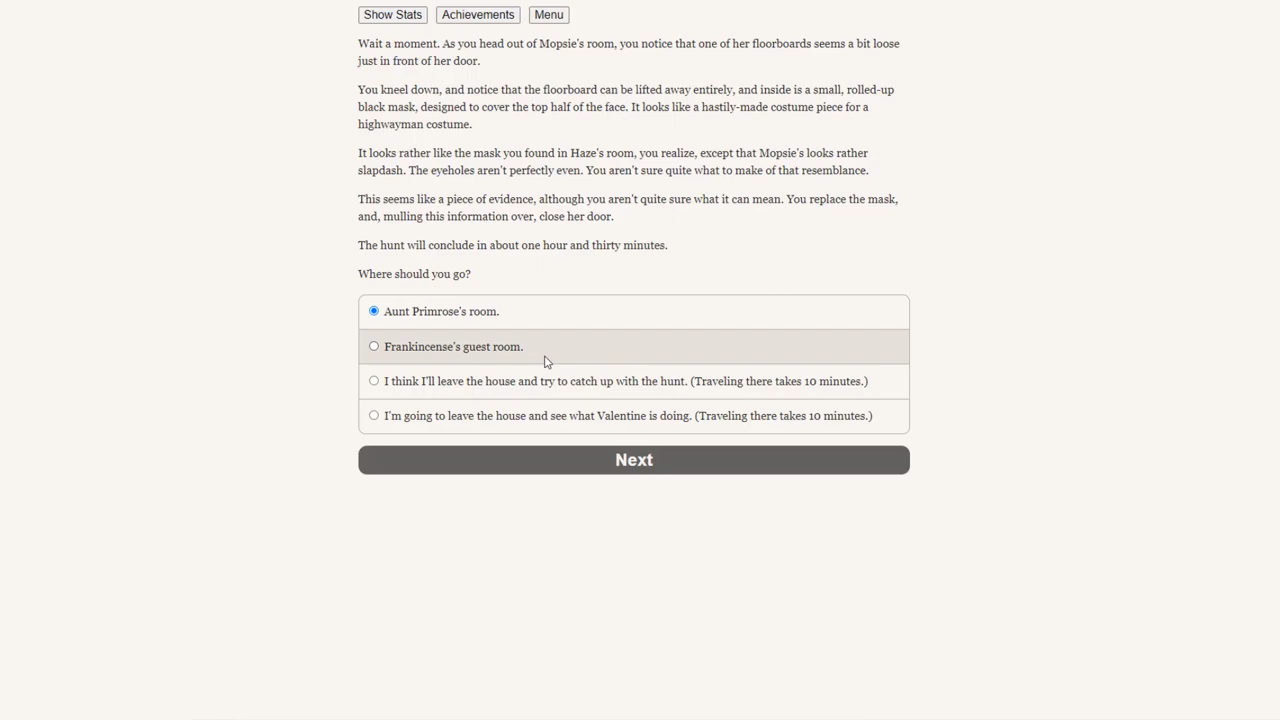 Show Stats
Achievements
Menu
Wait a moment. As you head out of Mopsie's room, you notice that one of her floorboards seems a bit loose
just in front of her door.
You kneel down, and notice that the floorboard can be lifted away entirely, and inside is a small, rolled-up
black mask, designed to cover the top half of the face. It looks like a hastily-made costume piece for a
highwayman costume.
It looks rather like the mask you found in Haze's room, you realize, except that Mopsie's looks rather
slapdash. The eyeholes aren't perfectly even. You aren't sure quite what to make of that resemblance.
This seems like a piece of evidence, although you aren't quite sure what it can mean. You replace the mask,
and, mulling this information over, close her door.
The hunt will conclude in about one hour and thirty minutes.
Where should you go?
Aunt Primrose's room.
Frankincense's guest room.
I think I'll leave the house and try to catch up with the hunt. (Traveling there takes 10 minutes.)
I'm going to leave the house and see what Valentine is doing. (Traveling there takes 10 minutes.)
Next